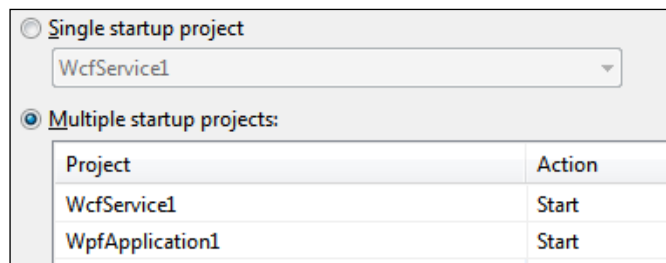 Single startup project
WcfService1
Multiple startup projects:
Project Action
WcfService1 Start
WpfApplication1 Start